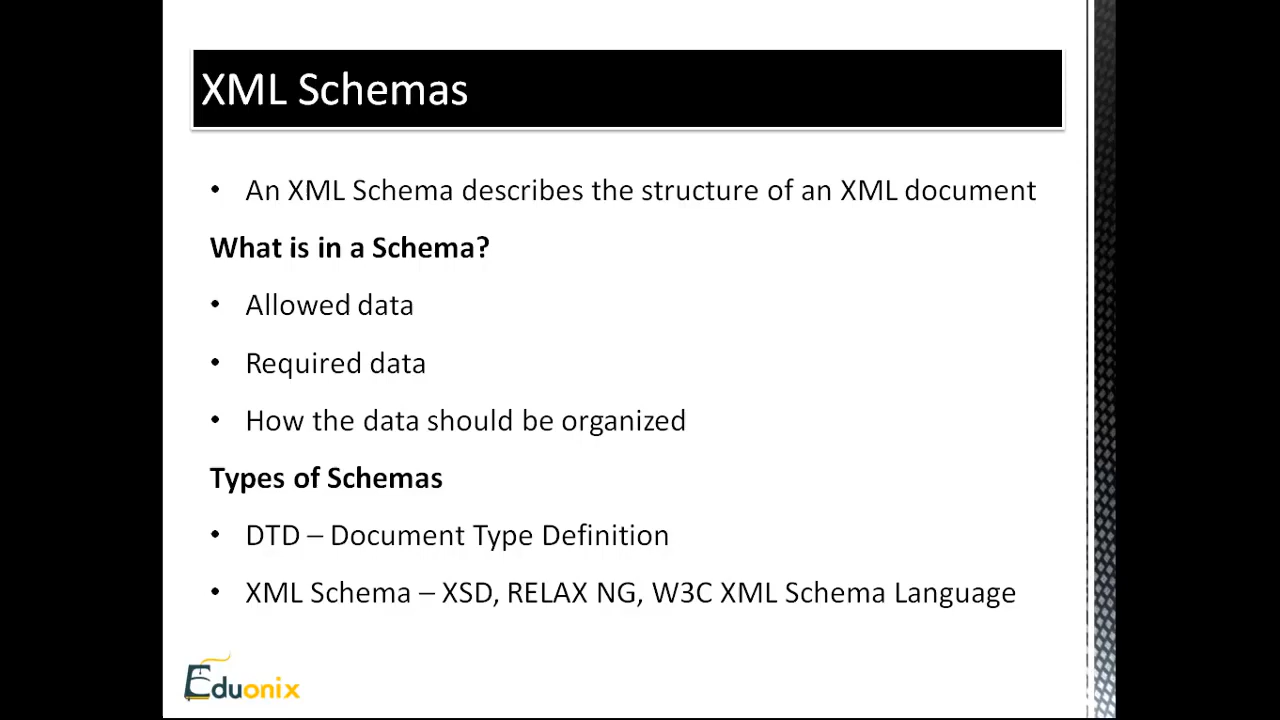 XML Schemas
• An XML Schema describes the structure of an XML document
What is in a Schema?
• Allowed data
• Required data
• How the data should be organized
Types of Schemas
• DTD – Document Type Definition
• XML Schema – XSD, RELAX NG, W3C XML Schema Language
Eduonix